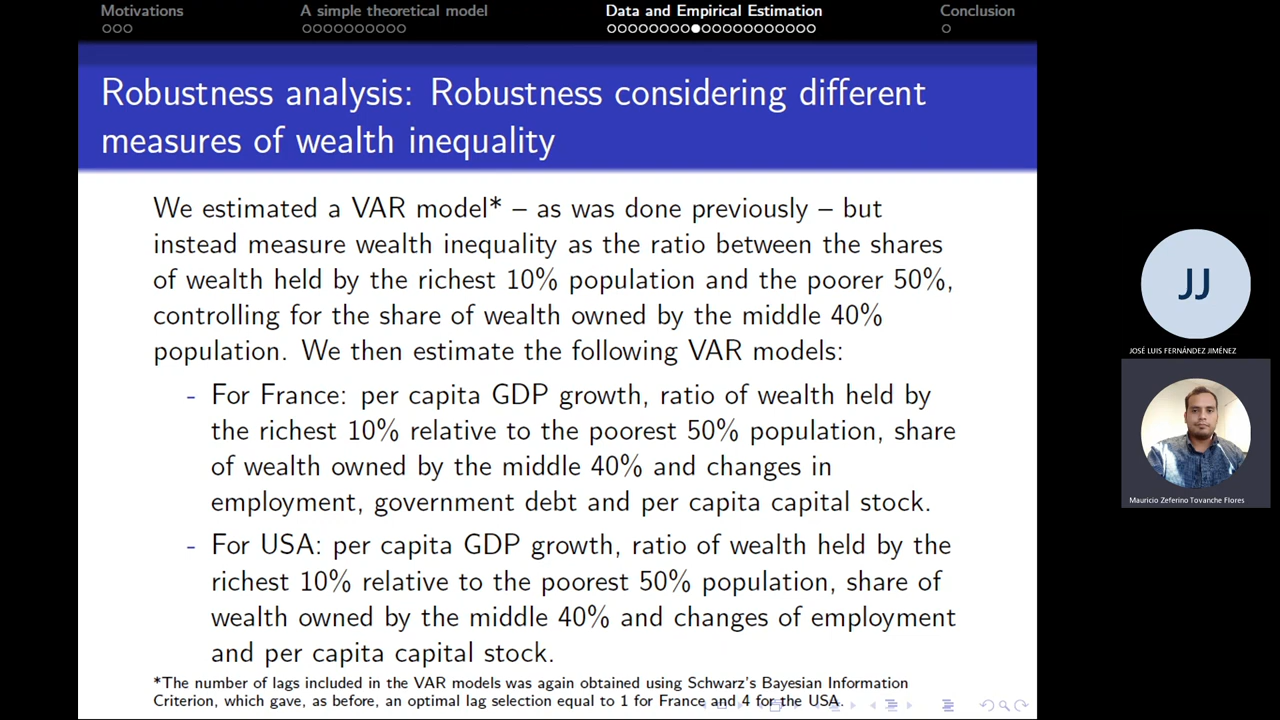 Motivations
A simple theoretical model
Data and Empirical Estimation
Conclusion
Robustness analysis: Robustness considering different
measures of wealth inequality
We estimated a VAR model* – as was done previously – but
instead measure wealth inequality as the ratio between the shares
of wealth held by the richest 10% population and the poorer 50%,
controlling for the share of wealth owned by the middle 40%
population. We then estimate the following VAR models:
- For France: per capita GDP growth, ratio of wealth held by
the richest 10% relative to the poorest 50% population, share
of wealth owned by the middle 40% and changes in
employment, government debt and per capita capital stock.
- For USA: per capita GDP growth, ratio of wealth held by the
richest 10% relative to the poorest 50% population, share of
wealth owned by the middle 40% and changes of employment
and per capita capital stock.
*The number of lags included in the VAR models was again obtained using Schwarz's Bayesian Information
Criterion, which gave, as before, an optimal lag selection equal to 1 for France and 4 for the USA.
JJ
JOSÉ LUIS FERNÁNDEZ JIMÉNEZ
Mauricio Zeferino Tovanche Flores